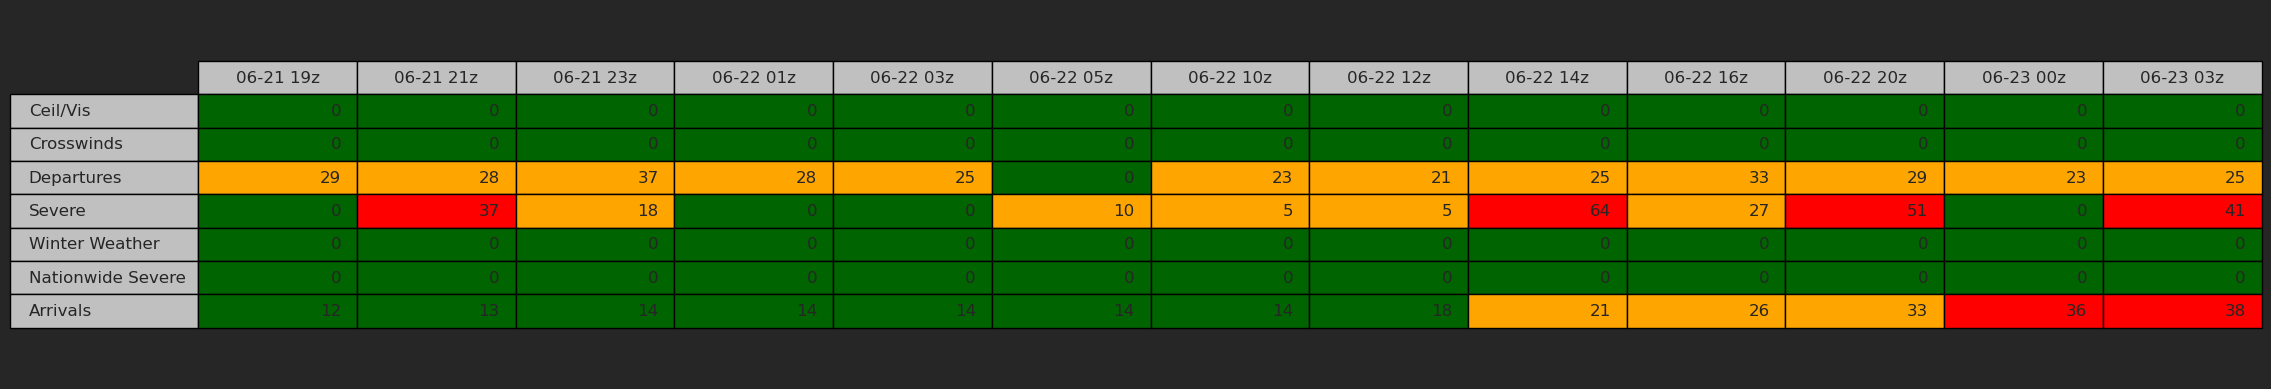 06-21 19z 06-21 21z 06-21 23z 06-22 01z 06-22 03z 06-22 05z 06-22 10z 06-22 12z 06-22 14z 06-22 16z 06-22 20z 06-23 00z 06-23 03z
Ceil/Vis 0 0 0 0 0 0 0 0 0 0 0 0 0
Crosswinds 0 0 0 0 0 0 0 0 0 0 0 0 0
Departures 29 28 37 28 25 0 23 21 25 33 29 23 25
Severe 0 37 18 0 0 10 5 5 64 27 51 0 41
Winter Weather 0 0 0 0 0 0 0 0 0 0 0 0 0
Nationwide Severe 0 0 0 0 0 0 0 0 0 0 0 0 0
Arrivals 12 13 14 14 14 14 14 18 21 26 33 36 38